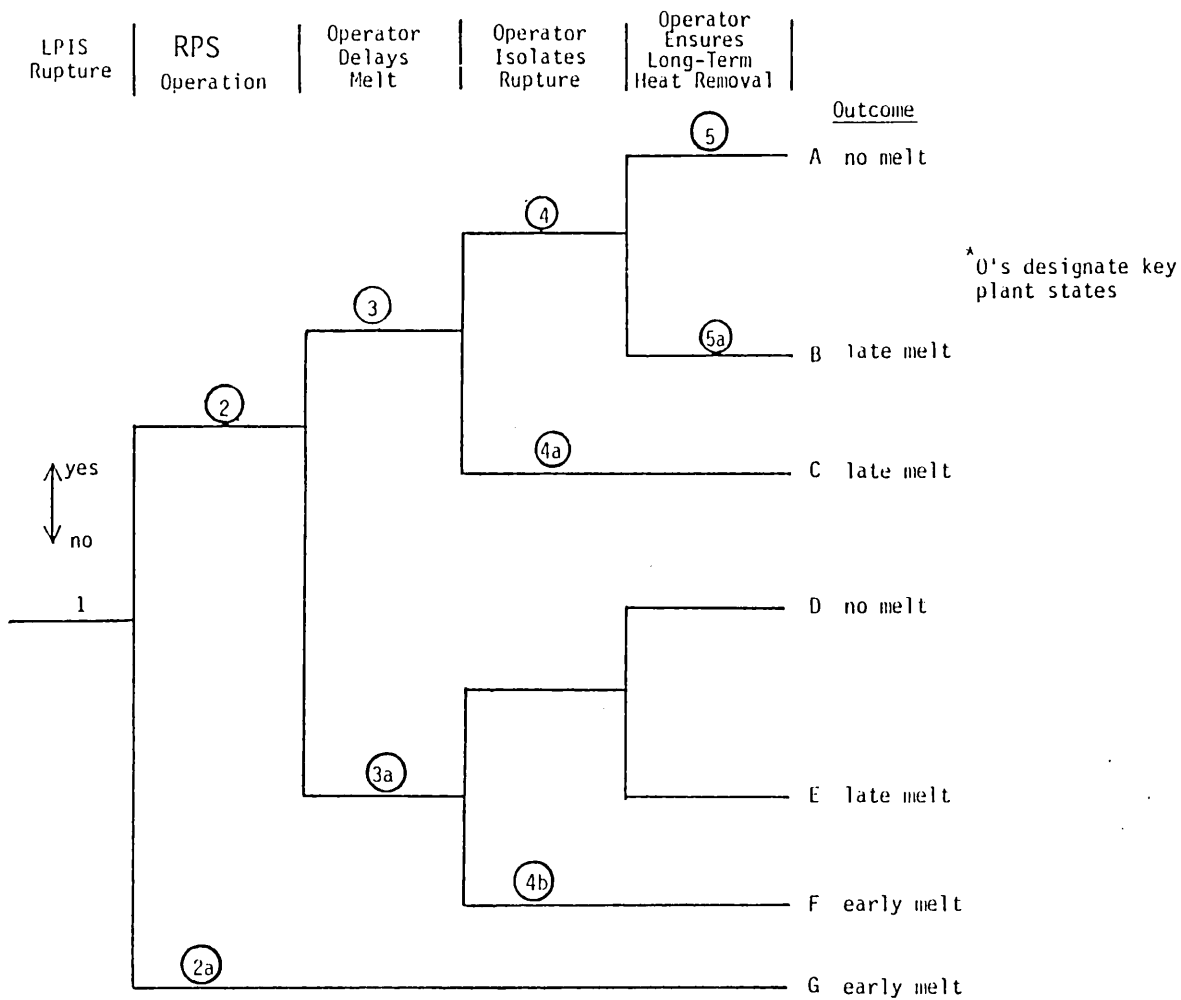 LPIS
Rupture
RPS
Operation
Operator
Delays
Melt
Operator
Isolates
Rupture
Operator
Ensures
Long-Term
Heat Removal
Outcome
5
A no melt
4
*O's designate key
plant states
3
5a
B late melt
2
4a
C late melt
yes
no
1
D no melt
3a
E late melt
4b
F early melt
2a
G early melt